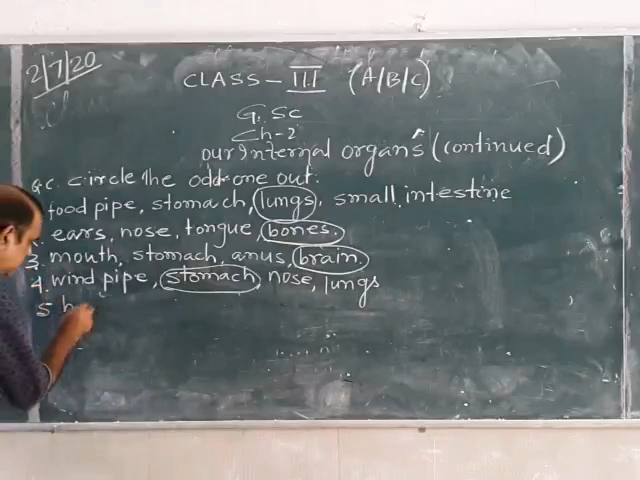 2/7/20
CLASS - III (A/B/C)
G. Sc
Ch-2
our Internal organs (continued)
Q.C. Circle the odd one out.
food pipe, stomach, lungs, small intestine
2. ears, nose, tongue, bones.
3. mouth, stomach, anus, brain.
4. wind pipe, stomach, nose, lungs
5 h